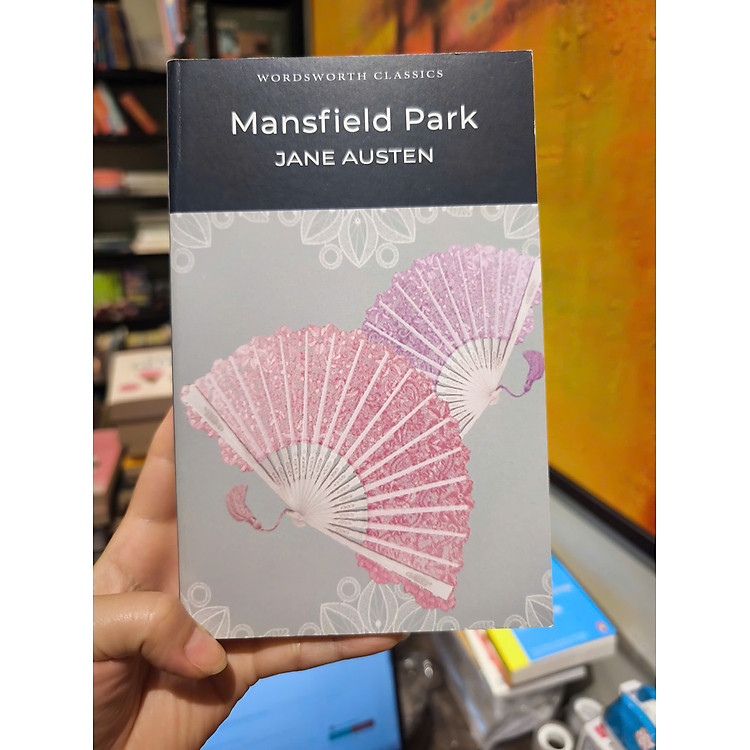 WORDSWORTH CLASSICS
Mansfield Park
JANE AUSTEN